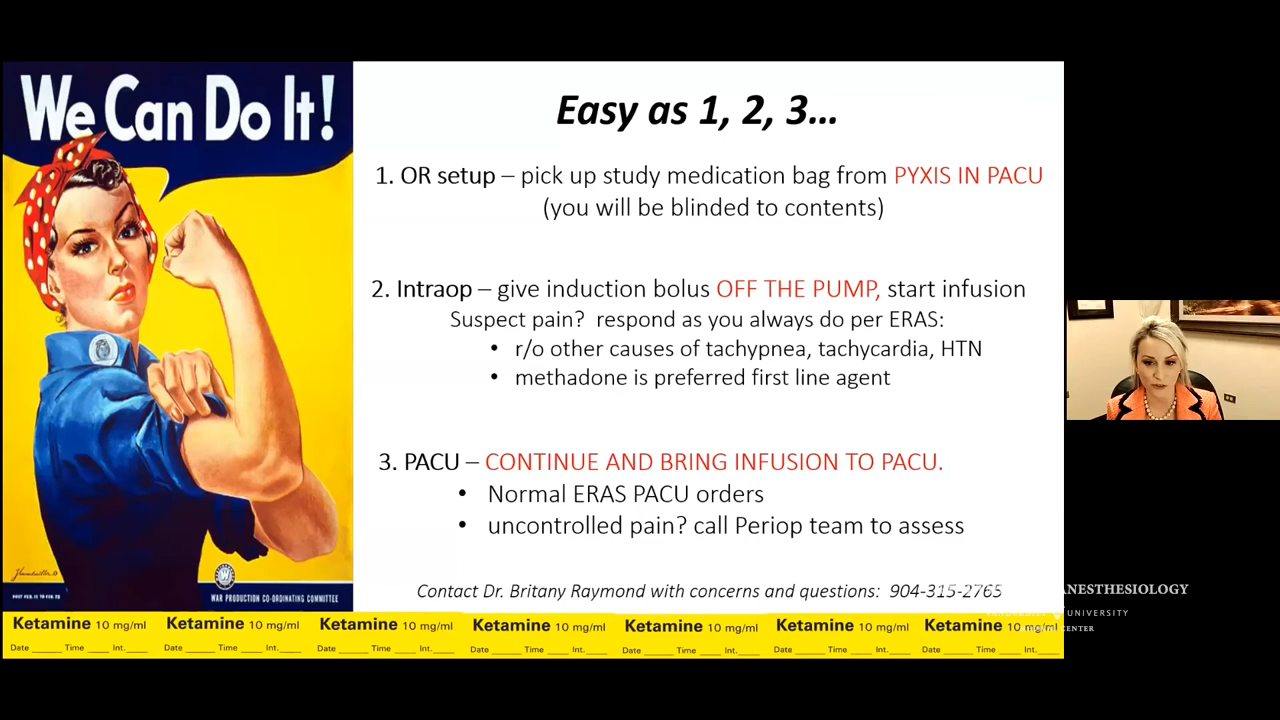 We Can Do It!
Easy as 1, 2, 3...
1. OR setup – pick up study medication bag from PYXIS IN PACU
(you will be blinded to contents)
2. Intraop – give induction bolus OFF THE PUMP, start infusion
Suspect pain? respond as you always do per ERAS:
• r/o other causes of tachypnea, tachycardia, HTN
• methadone is preferred first line agent
3. PACU – CONTINUE AND BRING INFUSION TO PACU.
• Normal ERAS PACU orders
• uncontrolled pain? call Periop team to assess
Contact Dr. Britany Raymond with concerns and questions: 904-315-2765
WAR PRODUCTION CO-ORDINATING COMMITTEE
ANESTHESIOLOGY
UNIVERSITY
CENTER
Ketamine 10 mg/ml Ketamine 10 mg/ml Ketamine 10 mg/ml Ketamine 10 mg/ml Ketamine 10 mg/ml Ketamine 10 mg/ml Ketamine 10 mg/ml
Date ____ Time ____ Int.____ Date ____ Time ____ Int.____ Date ____ Time ____ Int.____ Date ____ Time ____ Int.____ Date ____ Time ____ Int.____ Date ____ Time ____ Int.____ Date ____ Time ____ Int.____